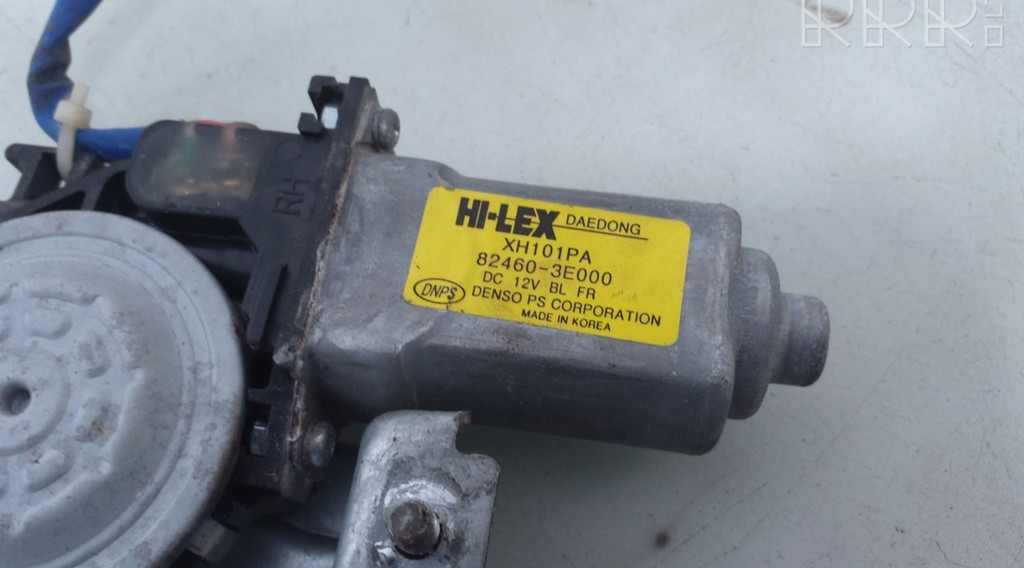 RRR.LT
RH
HI-LEX DAEDONG
XH101PA
82460-3E000
DC 12V BL FR
DNPS DENSO PS CORPORATION
MADE IN KOREA